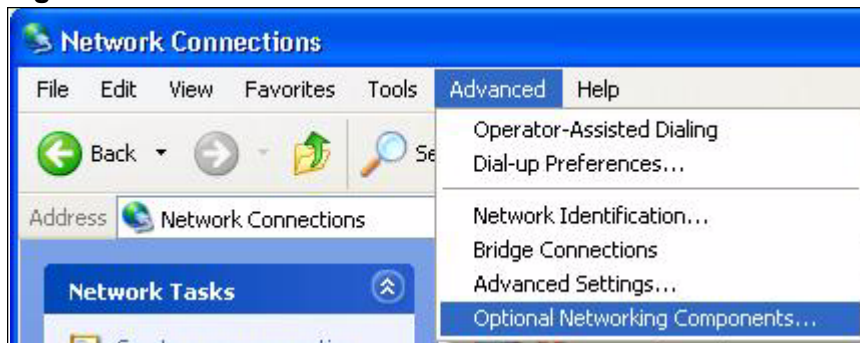 Network Connections
File Edit View Favorites Tools Advanced Help
Operator-Assisted Dialing
Back
Dial-up Preferences...
Address Network Connections
Network Identification...
Bridge Connections
Network Tasks
Advanced Settings...
Optional Networking Components...